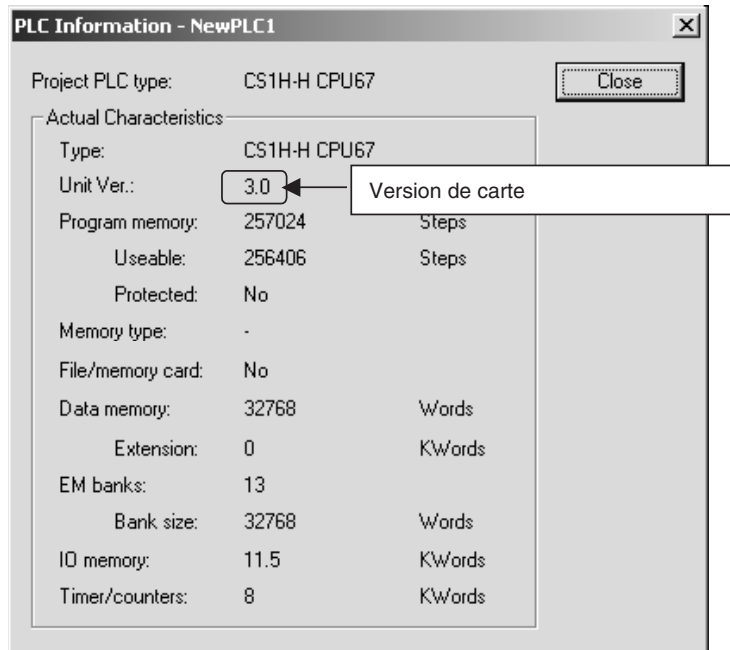 PLC Information - NewPLC1
Project PLC type: CS1H-H CPU67 Close
Actual Characteristics
Type: CS1H-H CPU67
Unit Ver.: 3.0 Version de carte
Program memory: 257024 Steps
Useable: 256406 Steps
Protected: No
Memory type: -
File/memory card: No
Data memory: 32768 Words
Extension: 0 KWords
EM banks: 13
Bank size: 32768 Words
IO memory: 11.5 KWords
Timer/counters: 8 KWords